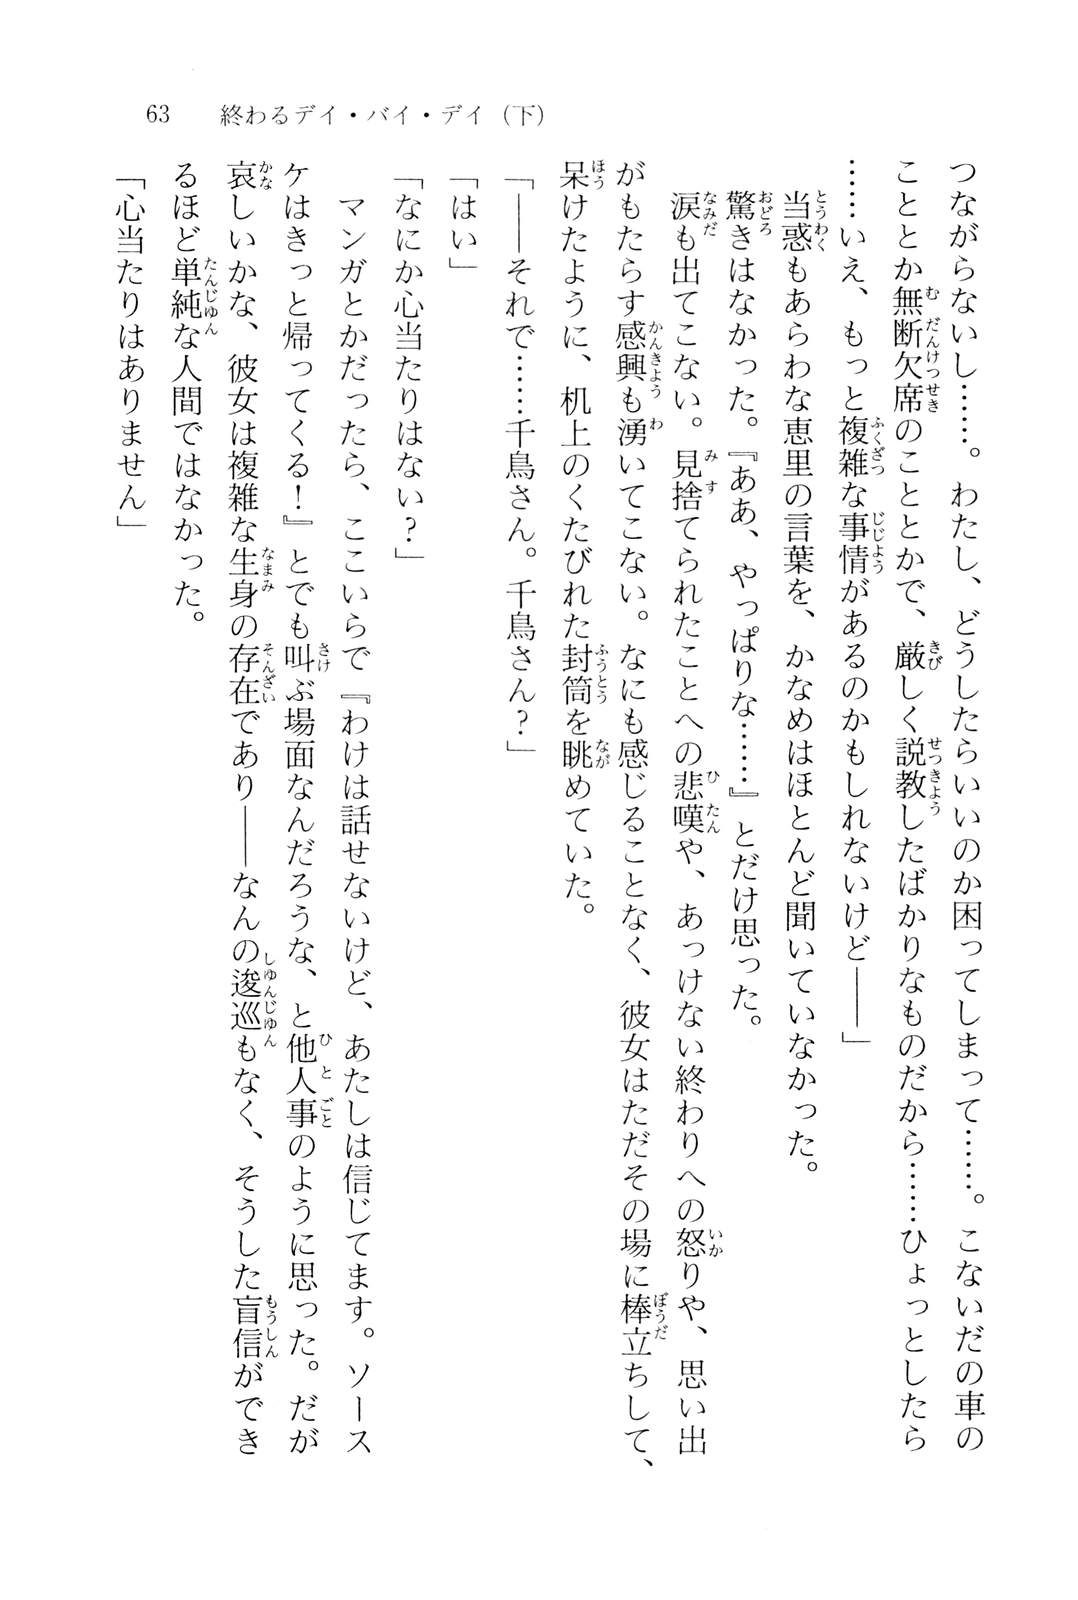 63　終わるデイ・バイ・デイ（下）
つながらないし……。わたし、どうしたらいいのか困ってしまって……。こないだの車の
こととか無断欠席のこととかで、厳しく説教したばかりなものだから……ひょっとしたら
……いえ、もっと複雑な事情があるのかもしれないけど――」
　当惑もあらわな恵里の言葉を、かなめはほとんど聞いていなかった。
　驚きはなかった。『ああ、やっぱりな……』とだけ思った。
　涙も出てこない。見捨てられたことへの悲嘆や、あっけない終わりへの怒りや、思い出
がもたらす感興も湧いてこない。なにも感じることなく、彼女はただその場に棒立ちして、
呆けたように、机上のくたびれた封筒を眺めていた。
「――それで……千鳥さん。千鳥さん？」
「はい」
「なにか心当たりはない？」
　マンガとかだったら、ここいらで『わけは話せないけど、あたしは信じてます。ソース
ケはきっと帰ってくる！』とでも叫ぶ場面なんだろうな、と他人事のように思った。だが
哀しいかな、彼女は複雑な生身の存在であり――なんの逡巡もなく、そうした盲信ができ
るほど単純な人間ではなかった。
「心当たりはありません」